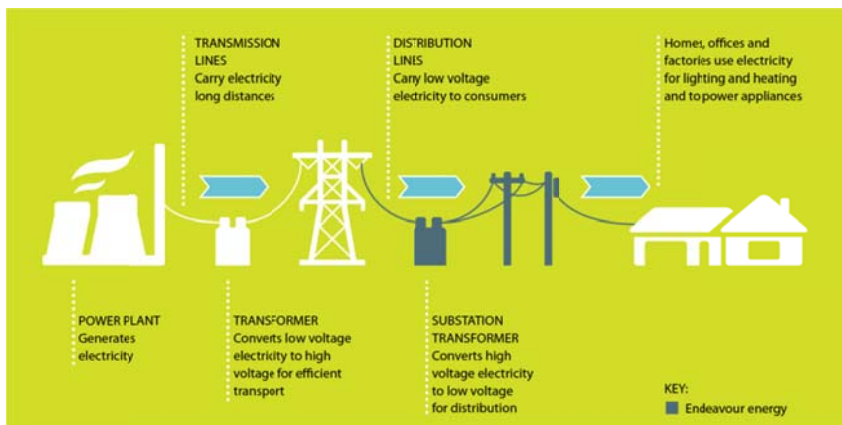 TRANSMISSION
LINES
Carry electricity
long distances
DISTRIBUTION
LINIS
Cany low voltage
electricity to consumers
Homes, offices and
factories use electricity
for lighting and heating
and to power appliances
POWER PLANT
Generates
electricity
TRANSFORMER
Converts low voltage
electricity to high
voltage for efficient
transport
SUBSTATION
TRANSFORMER
Converts high
voltage electricity
to low voltage
for distribution
KEY:
Endeavour energy